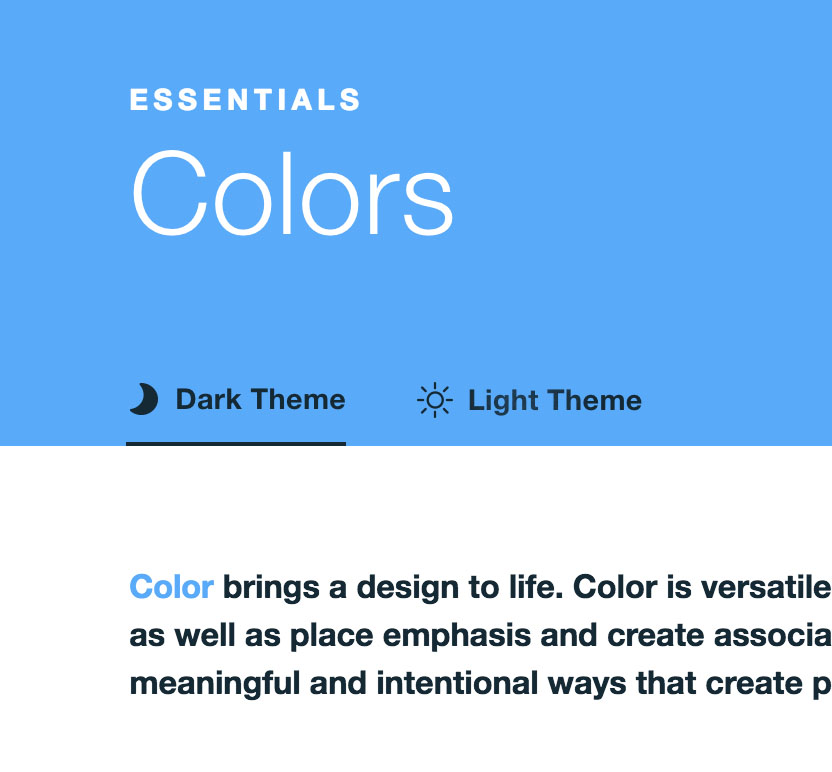 ESSENTIALS
Colors
Dark Theme
Light Theme
Color brings a design to life. Color is versatile
as well as place emphasis and create associa
meaningful and intentional ways that create p